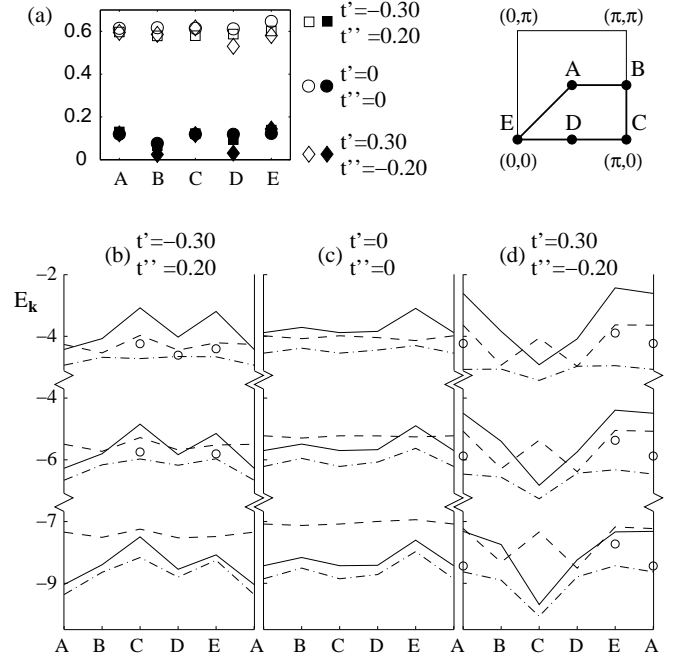 (a)
0.6
0.4
0.2
0
A B C D E
t'=−0.30
t''=0.20
t'=0
t''=0
t'=0.30
t''=−0.20
(0,π) (π,π)
A B
E D C
(0,0) (π,0)
(b) t'=−0.30
t''=0.20
(c) t'=0
t''=0
(d) t'=0.30
t''=−0.20
E_k
−2
−4
−4
−6
−7
−9
A B C D E A B C D E A B C D E A